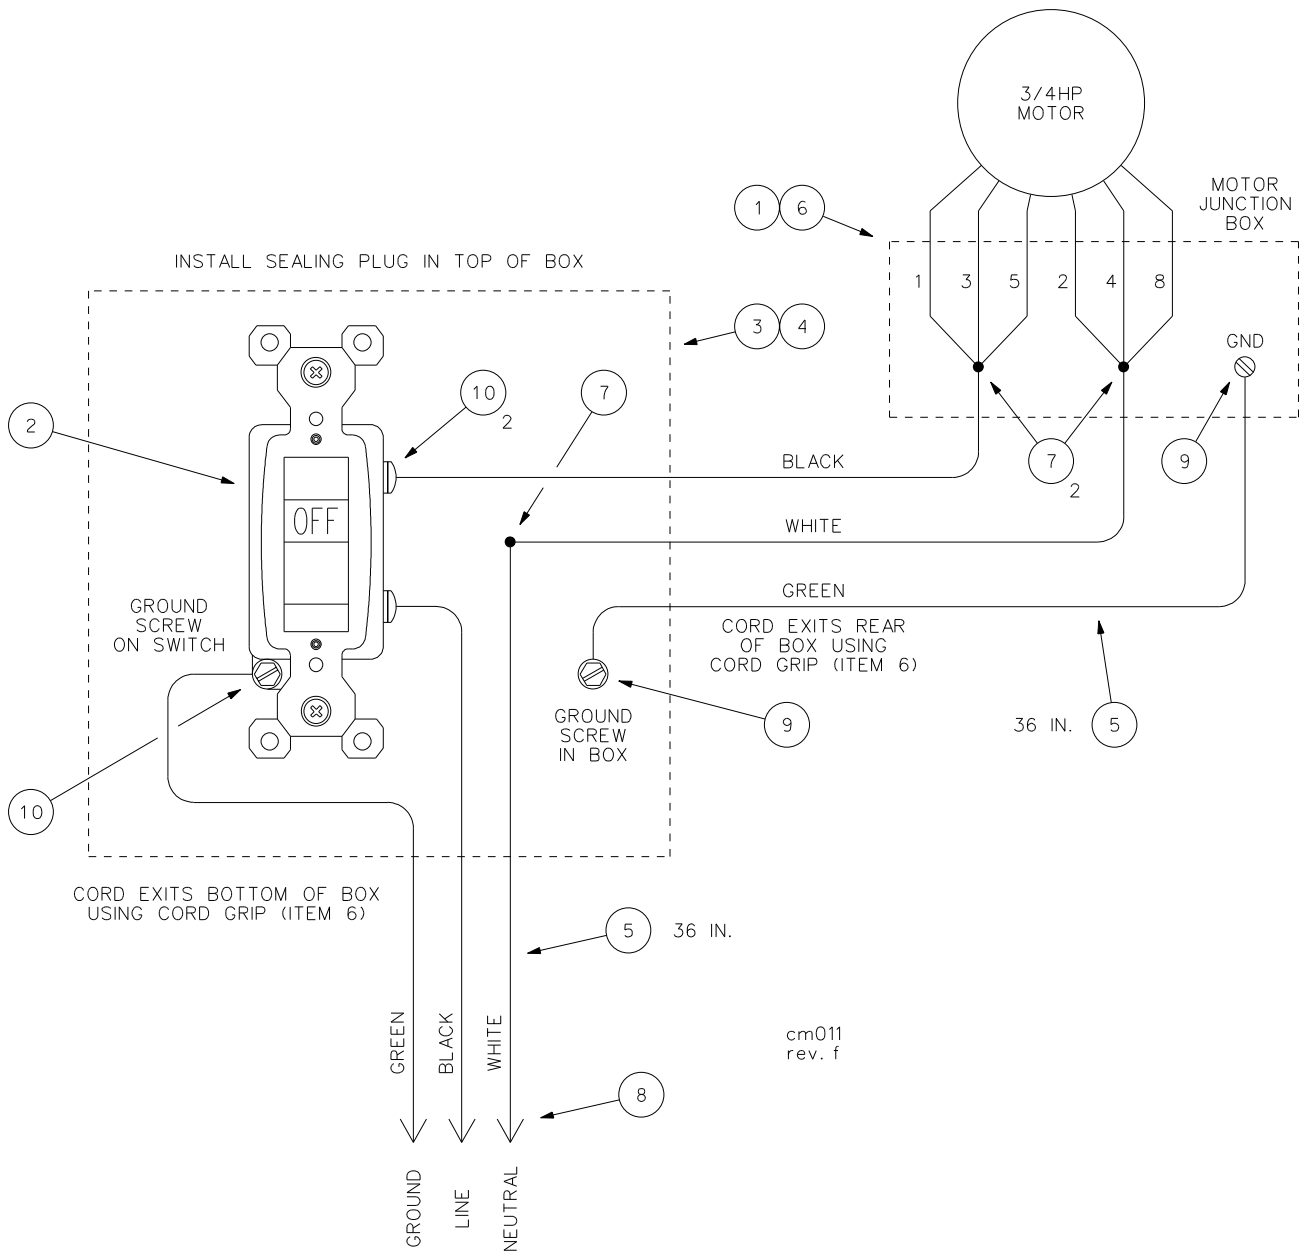 3/4HP
MOTOR
MOTOR
JUNCTION
BOX
1
6
INSTALL SEALING PLUG IN TOP OF BOX
1
3
5
2
4
8
3
4
GND
10
2
7
2
OFF
BLACK
7
2
9
WHITE
GREEN
GROUND
SCREW
ON SWITCH
CORD EXITS REAR
OF BOX USING
CORD GRIP (ITEM 6)
GROUND
SCREW
IN BOX
9
36 IN.
5
10
CORD EXITS BOTTOM OF BOX
USING CORD GRIP (ITEM 6)
5
36 IN.
GREEN
BLACK
WHITE
cm011
rev. f
8
GROUND
LINE
NEUTRAL